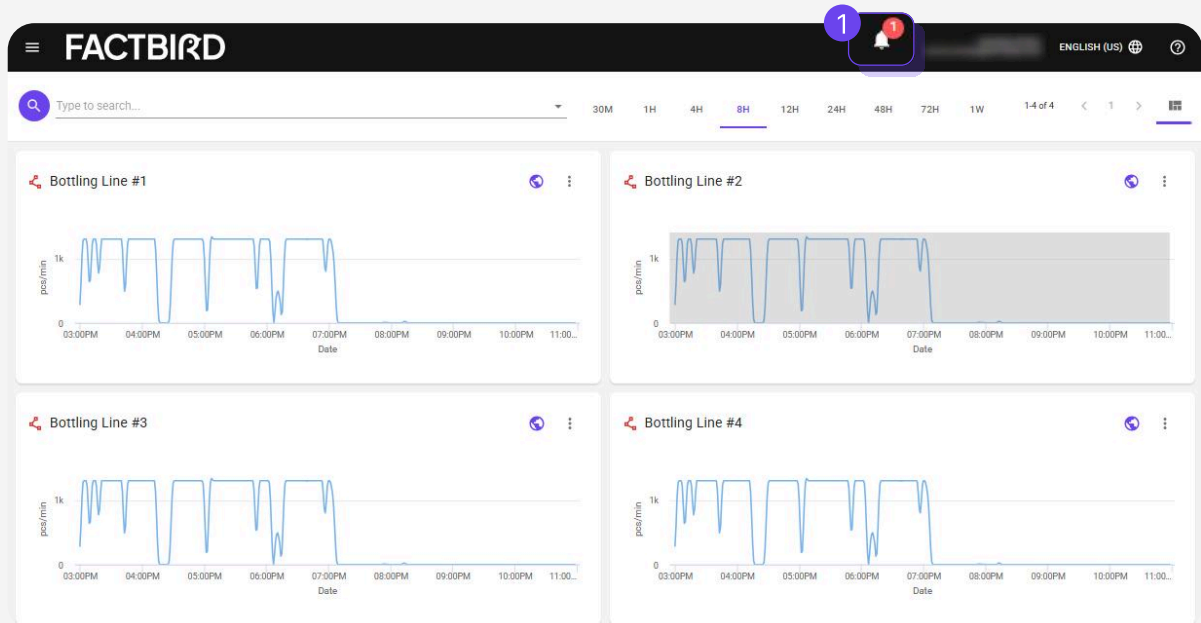 1
1
FACTBIRD
ENGLISH (US)
Type to search...
30M 1H 4H 8H 12H 24H 48H 72H 1W
1-4 of 4 < 1 >
Bottling Line #1
1k
pcs/min
0
03:00PM 04:00PM 05:00PM 06:00PM 07:00PM 08:00PM 09:00PM 10:00PM 11:00...
Date
Bottling Line #2
1k
pcs/min
0
03:00PM 04:00PM 05:00PM 06:00PM 07:00PM 08:00PM 09:00PM 10:00PM 11:00...
Date
Bottling Line #3
1k
pcs/min
0
03:00PM 04:00PM 05:00PM 06:00PM 07:00PM 08:00PM 09:00PM 10:00PM 11:00...
Date
Bottling Line #4
1k
pcs/min
0
03:00PM 04:00PM 05:00PM 06:00PM 07:00PM 08:00PM 09:00PM 10:00PM 11:00...
Date